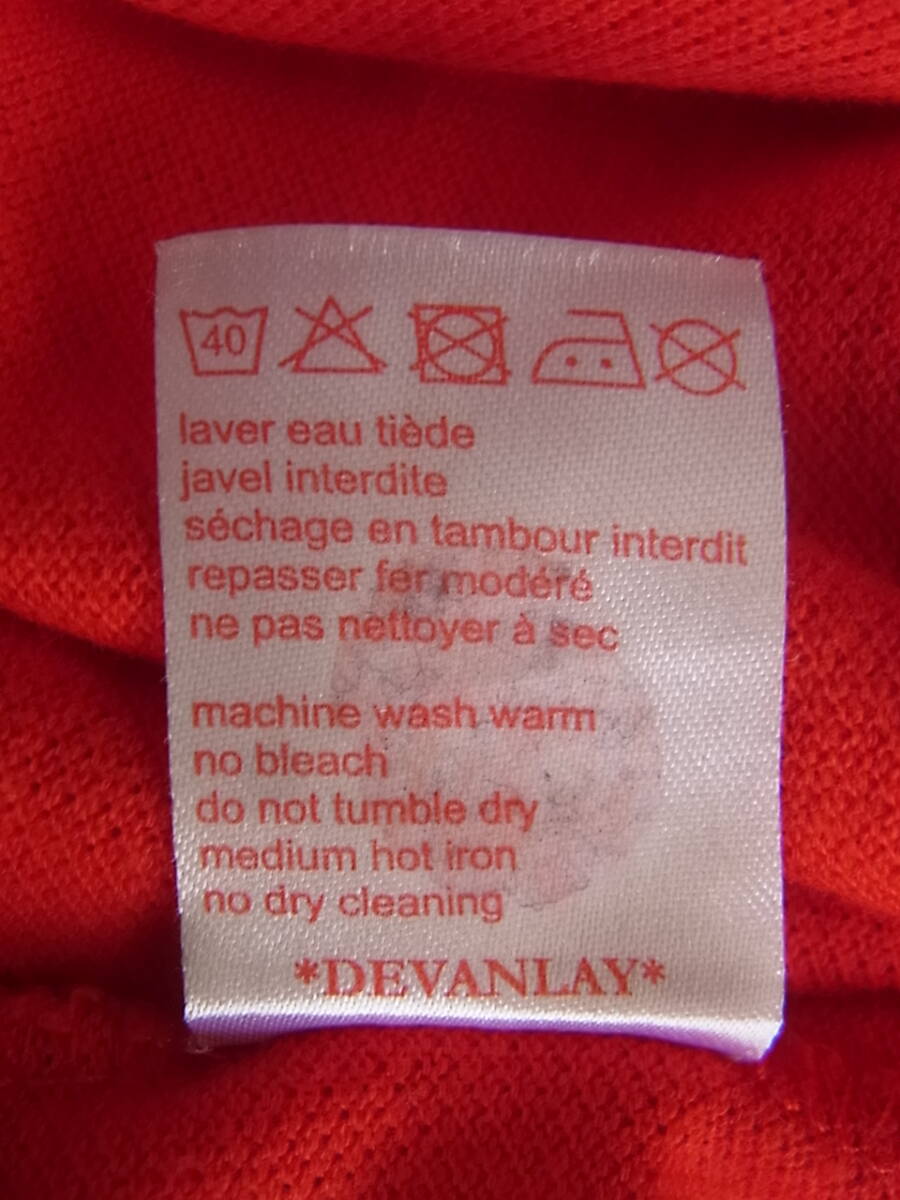 40
laver eau tiède
javel interdite
séchage en tambour interdit
repasser fer modéré
ne pas nettoyer à sec
machine wash warm
no bleach
do not tumble dry
medium hot iron
no dry cleaning
*DEVANLAY*